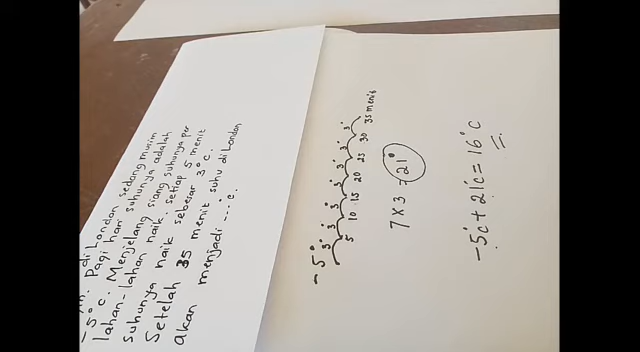 di London sedang musim
-5°c. Pagi hari suhunya adalah
lahan-lahan naik. Menjelang siang suhunya per
suhunya naik. setiap 5 menit
Setelah 35 menit sebesar 3°c.
akan menjadi ....°c. suhu di London
-5°
3° 3° 3° 3° 3° 3° 3°
5 10 15 20 25 30 35 menit
7 x 3 = 21°
-5°c + 21°c = 16°c